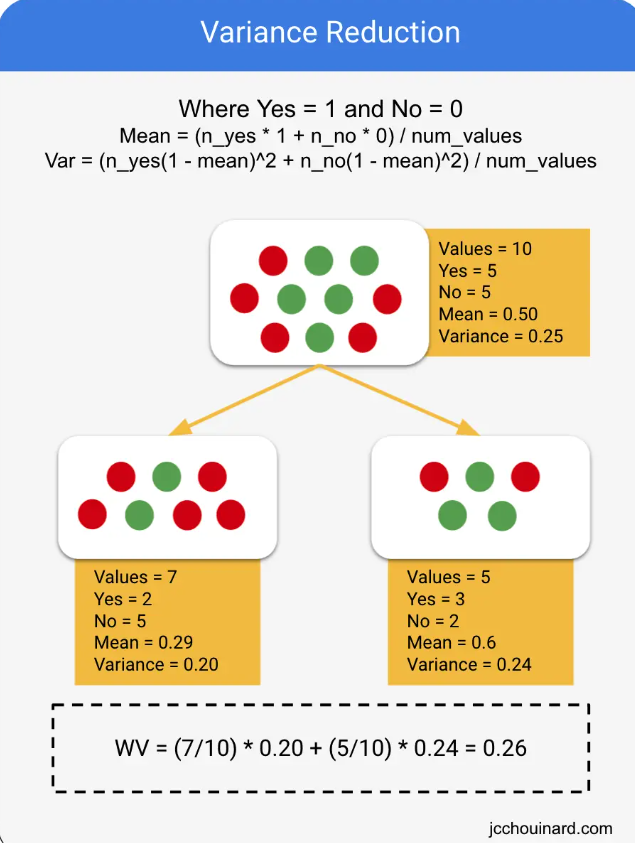 Variance Reduction
Where Yes = 1 and No = 0
Mean = (n_yes * 1 + n_no * 0) / num_values
Var = (n_yes(1 - mean)^2 + n_no(1 - mean)^2) / num_values
Values = 10
Yes = 5
No = 5
Mean = 0.50
Variance = 0.25
Values = 7
Yes = 2
No = 5
Mean = 0.29
Variance = 0.20
Values = 5
Yes = 3
No = 2
Mean = 0.6
Variance = 0.24
WV = (7/10) * 0.20 + (5/10) * 0.24 = 0.26
jcchouinard.com